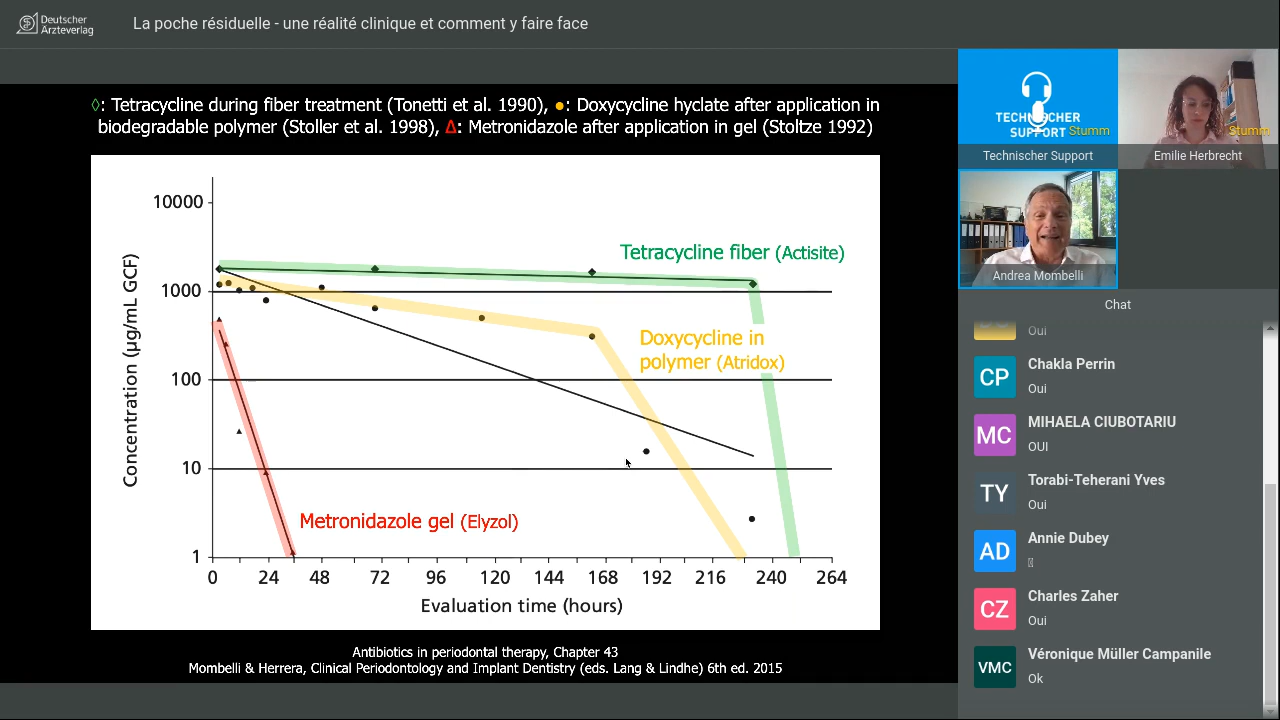 Deutscher
Ärzteverlag
La poche résiduelle - une réalité clinique et comment y faire face
◊: Tetracycline during fiber treatment (Tonetti et al. 1990), ●: Doxycycline hyclate after application in
biodegradable polymer (Stoller et al. 1998), Δ: Metronidazole after application in gel (Stoltze 1992)
Concentration (µg/mL GCF)
10000
1000
100
10
1
Tetracycline fiber (Actisite)
Doxycycline in
polymer (Atridox)
Metronidazole gel (Elyzol)
0 24 48 72 96 120 144 168 192 216 240 264
Evaluation time (hours)
Antibiotics in periodontal therapy, Chapter 43
Mombelli & Herrera, Clinical Periodontology and Implant Dentistry (eds. Lang & Lindhe) 6th ed. 2015
TECHNISCHER
SUPPORT
Stumm
Technischer Support
Stumm
Emilie Herbrecht
Andrea Mombelli
Chat
Oui
CP
Chakla Perrin
Oui
MC
MIHAELA CIUBOTARIU
OUI
TY
Torabi-Teherani Yves
Oui
AD
Annie Dubey
CZ
Charles Zaher
Oui
VMC
Véronique Müller Campanile
Ok